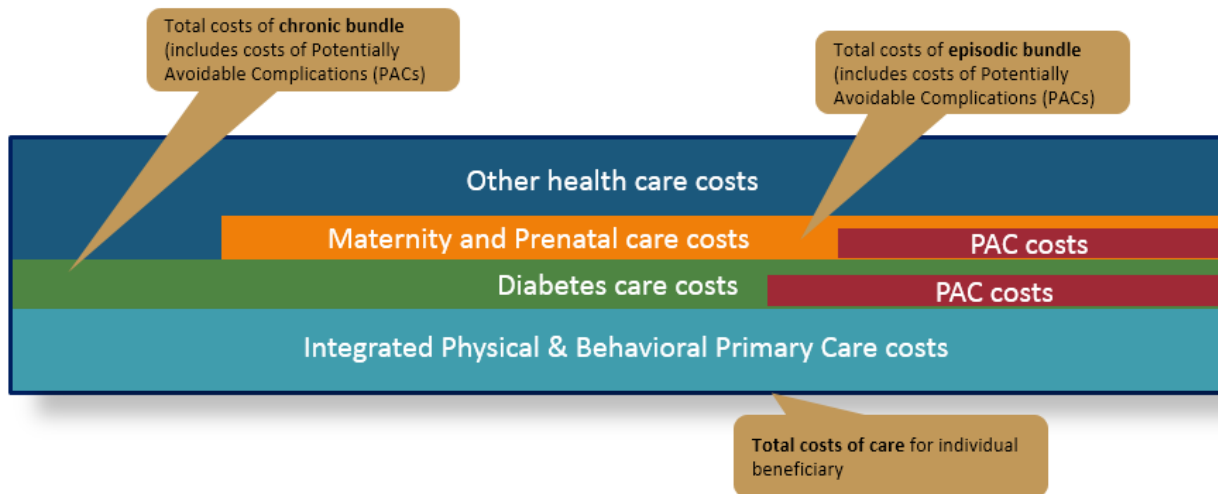 Total costs of chronic bundle
(includes costs of Potentially
Avoidable Complications (PACs)
Total costs of episodic bundle
(includes costs of Potentially
Avoidable Complications (PACs)
Other health care costs
Maternity and Prenatal care costs
PAC costs
Diabetes care costs
PAC costs
Integrated Physical & Behavioral Primary Care costs
Total costs of care for individual
beneficiary